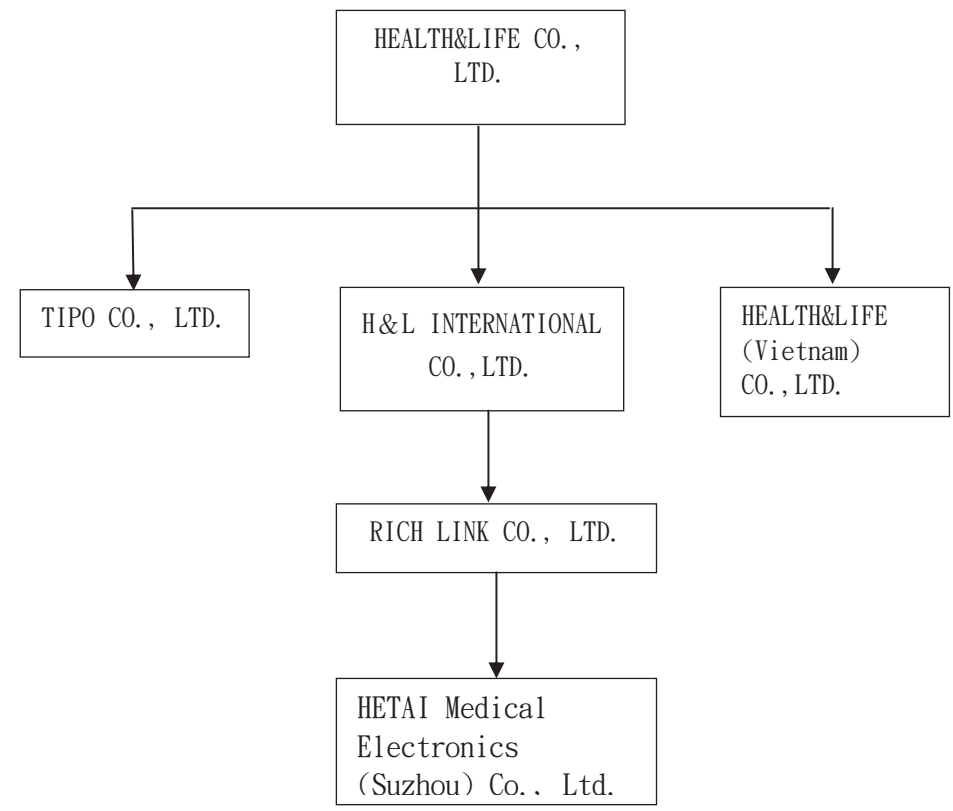 HEALTH&LIFE CO.,
LTD.
TIPO CO., LTD.
H＆L INTERNATIONAL
CO.,LTD.
HEALTH&LIFE
(Vietnam)
CO.,LTD.
RICH LINK CO., LTD.
HETAI Medical
Electronics
(Suzhou) Co., Ltd.